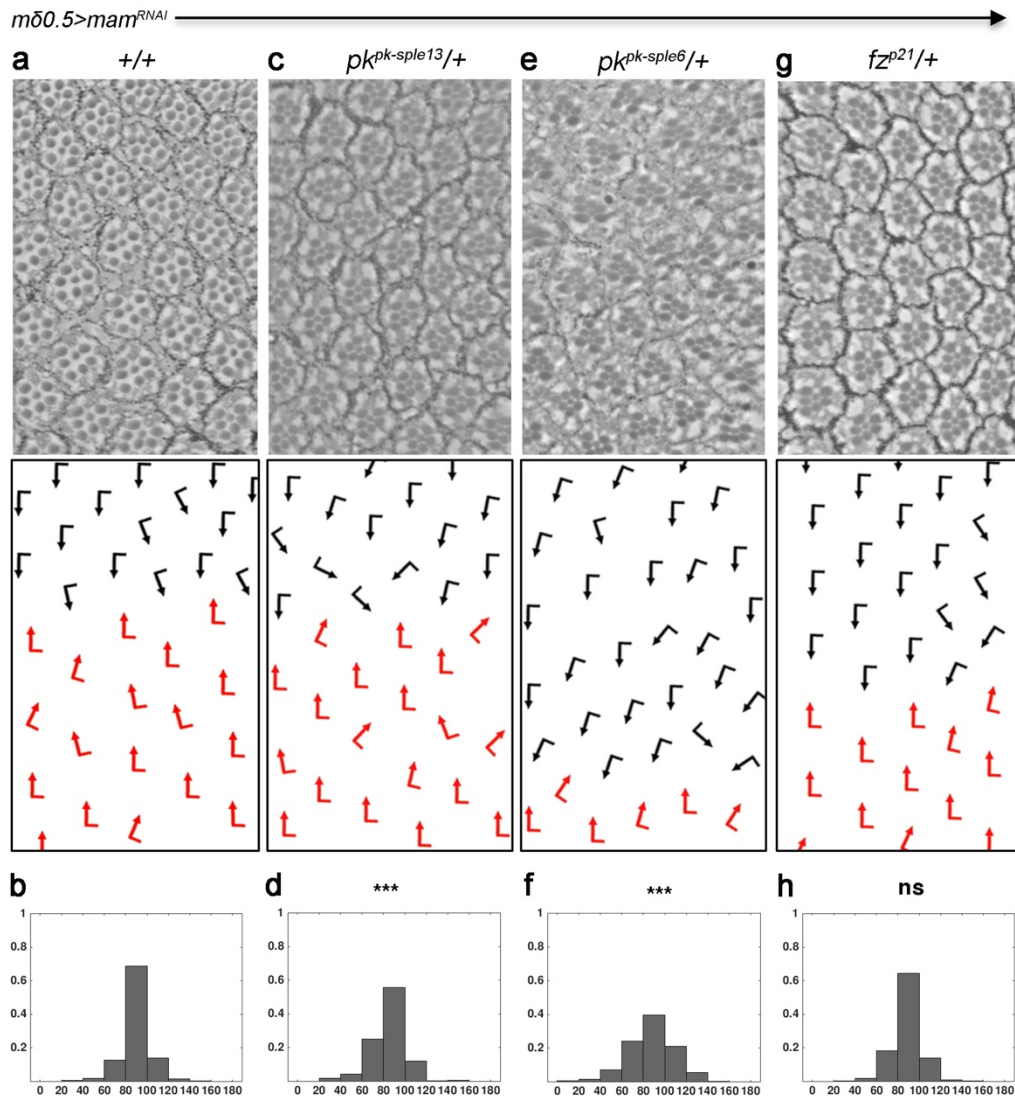 mδ0.5>mam^RNAI
a +/+ c pk^pk-sple13/+ e pk^pk-sple6/+ g fz^p21/+
b d *** f *** h ns
1 1 1 1
0.8 0.8 0.8 0.8
0.6 0.6 0.6 0.6
0.4 0.4 0.4 0.4
0.2 0.2 0.2 0.2
0 20 40 60 80 100 120 140 160 180 0 20 40 60 80 100 120 140 160 180 0 20 40 60 80 100 120 140 160 180 0 20 40 60 80 100 120 140 160 180